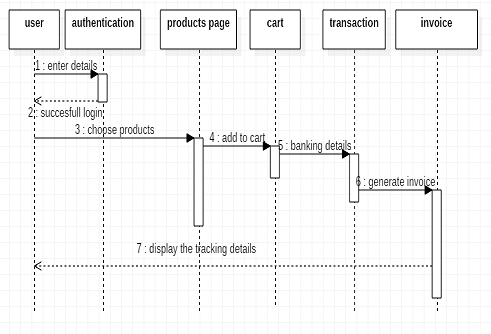 user
authentication
products page
cart
transaction
invoice
1 : enter details
2 : succesfull login
3 : choose products
4 : add to cart
5 : banking details
6 : generate invoice
7 : display the tracking details